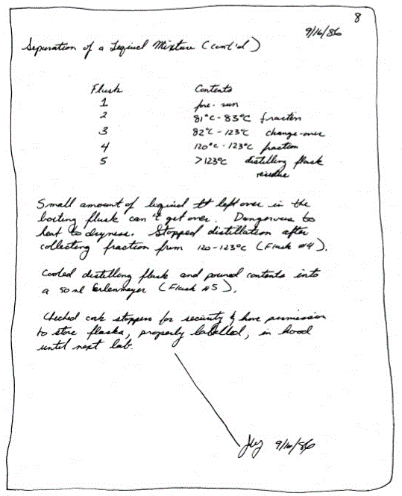 8
9/16/86
Separation of a Liquid Mixture (cont'd)
Flask Contents
1 pre-run
2 81°C-83°C fraction
3 82°C-123°C change-over
4 120°C-123°C fraction
5 >123°C distilling flask
residue
Small amount of liquid left over in the
boiling flask can't get over. Dangerous to
heat to dryness. Stopped distillation after
collecting fraction from 120-123°C (Flask #4).
Cooled distilling flask and poured contents into
a 50 ml Erlenmeyer (Flask #5).
Checked cork stoppers for security & have permission
to store flasks, properly labelled, in hood
until next lab.
9/16/86